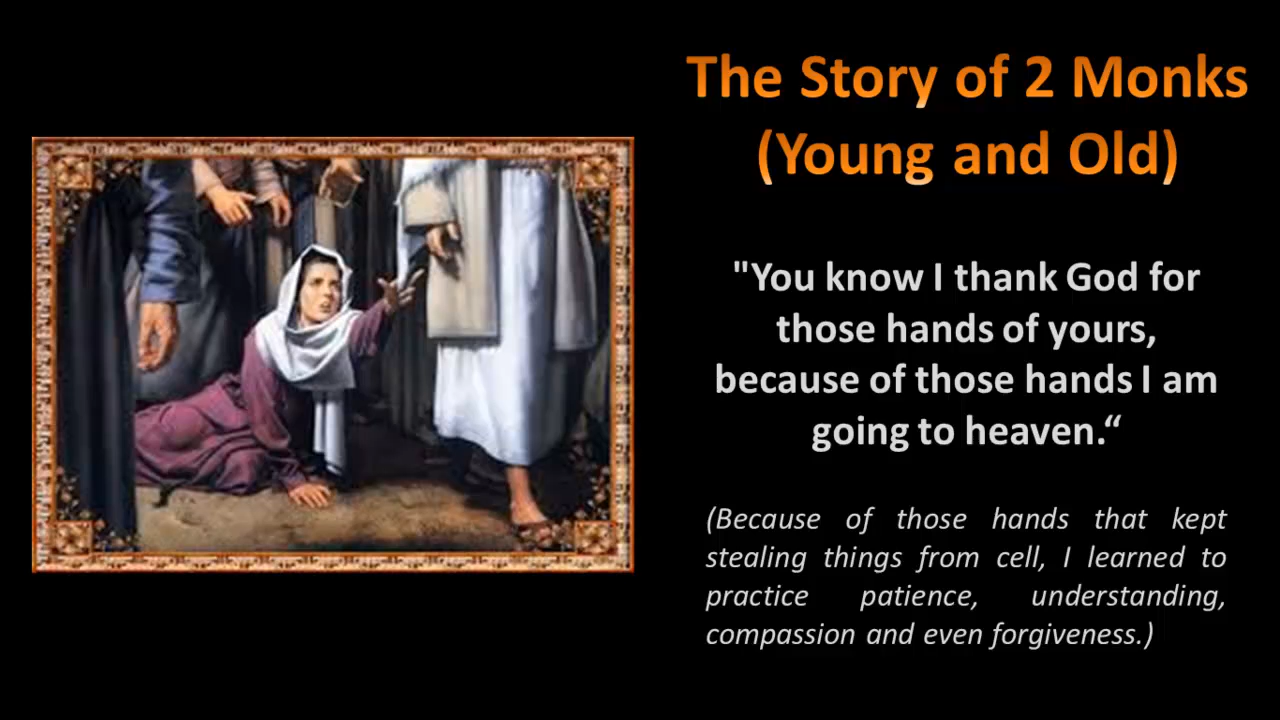 The Story of 2 Monks
(Young and Old)
"You know I thank God for
those hands of yours,
because of those hands I am
going to heaven.“
(Because of those hands that kept
stealing things from cell, I learned to
practice patience, understanding,
compassion and even forgiveness.)